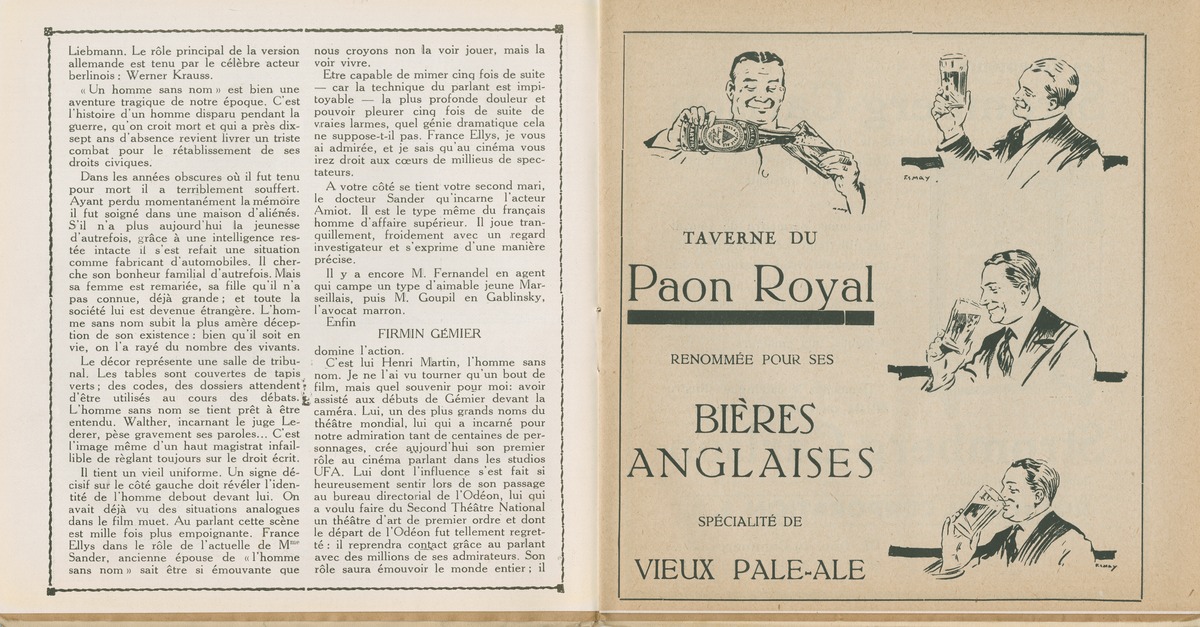 Liebmann. Le rôle principal de la version
allemande est tenu par le célèbre acteur
berlinois : Werner Krauss.
« Un homme sans nom » est bien une
aventure tragique de notre époque. C'est
l'histoire d'un homme disparu pendant la
guerre, qu'on croit mort et qui a près dix-
sept ans d'absence revient livrer un triste
combat pour le rétablissement de ses
droits civiques.
Dans les années obscures où il fut tenu
pour mort il a terriblement souffert.
Ayant perdu momentanément la mémoire
il fut soigné dans une maison d'aliénés.
S'il n'a plus aujourd'hui la jeunesse
d'autrefois, grâce à une intelligence res-
tée intacte il s'est refait une situation
comme fabricant d'automobiles. Il cher-
che son bonheur familial d'autrefois. Mais
sa femme est remariée, sa fille qu'il n'a
pas connue, déjà grande ; et toute la
société lui est devenue étrangère. L'hom-
me sans nom subit la plus amère décep-
tion de son existence : bien qu'il soit en
vie, on l'a rayé du nombre des vivants.
Le décor représente une salle de tribu-
nal. Les tables sont couvertes de tapis
verts ; des codes, des dossiers attendent
d'être utilisés au cours des débats.
L'homme sans nom se tient prêt à être
entendu. Walther, incarnant le juge Le-
derer, pèse gravement ses paroles... C'est
l'image même d'un haut magistrat infail-
lible de règlant toujours sur le droit écrit.
Il tient un vieil uniforme. Un signe dé-
cisif sur le côté gauche doit révéler l'iden-
tité de l'homme debout devant lui. On
avait déjà vu des situations analogues
dans le film muet. Au parlant cette scène
est mille fois plus empoignante. France
Ellys dans le rôle de l'actuelle de Mme
Sander, ancienne épouse de « l'homme
sans nom » sait être si émouvante que
nous croyons non la voir jouer, mais la
voir vivre.
Etre capable de mimer cinq fois de suite
— car la technique du parlant est impi-
toyable — la plus profonde douleur et
pouvoir pleurer cinq fois de suite de
vraies larmes, quel génie dramatique cela
ne suppose-t-il pas. France Ellys, je vous
ai admirée, et je sais qu'au cinéma vous
irez droit aux cœurs de millieus de spec-
tateurs.
A votre côté se tient votre second mari,
le docteur Sander qu'incarne l'acteur
Amiot. Il est le type même du français
homme d'affaire supérieur. Il joue tran-
quillement, froidement avec un regard
investigateur et s'exprime d'une manière
précise.
Il y a encore M. Fernandel en agent
qui campe un type d'aimable jeune Mar-
seillais, puis M. Goupil en Gablinsky,
l'avocat marron.
Enfin
FIRMIN GÉMIER
domine l'action.
C'est lui Henri Martin, l'homme sans
nom. Je ne l'ai vu tourner qu'un bout de
film, mais quel souvenir pour moi: avoir
assisté aux débuts de Gémier devant la
caméra. Lui, un des plus grands noms du
théâtre mondial, lui qui a incarné pour
notre admiration tant de centaines de per-
sonnages, crée aujourd'hui son premier
rôle au cinéma parlant dans les studios
UFA. Lui dont l'influence s'est fait si
heureusement sentir lors de son passage
au bureau directorial de l'Odéon, lui qui
a voulu faire du Second Théâtre National
un théâtre d'art de premier ordre et dont
le départ de l'Odéon fut tellement regret-
té : il reprendra contact grâce au parlant
avec des millions de ses admirateurs. Son
rôle saura émouvoir le monde entier ; il
TAVERNE DU
Paon Royal
RENOMMÉE POUR SES
BIÈRES
ANGLAISES
SPÉCIALITÉ DE
VIEUX PALE-ALE